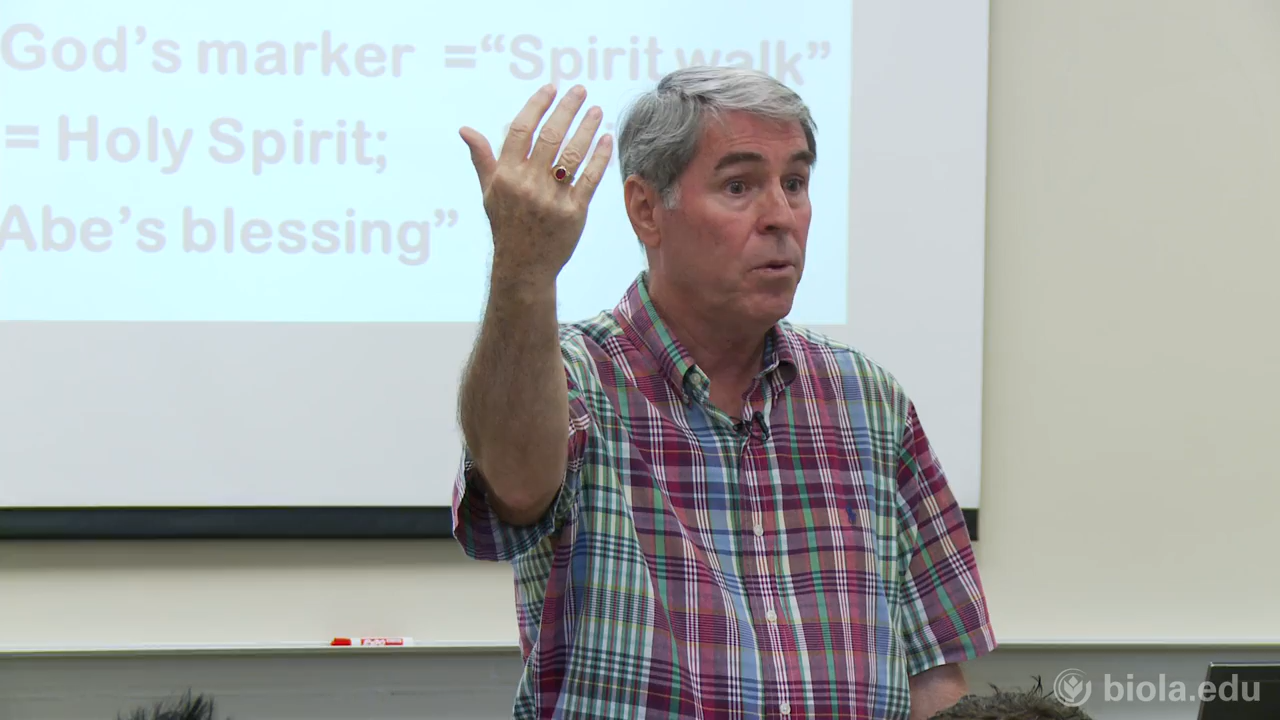 God's marker = "Spirit walk"
= Holy Spirit;
Abe's blessing"
biola.edu